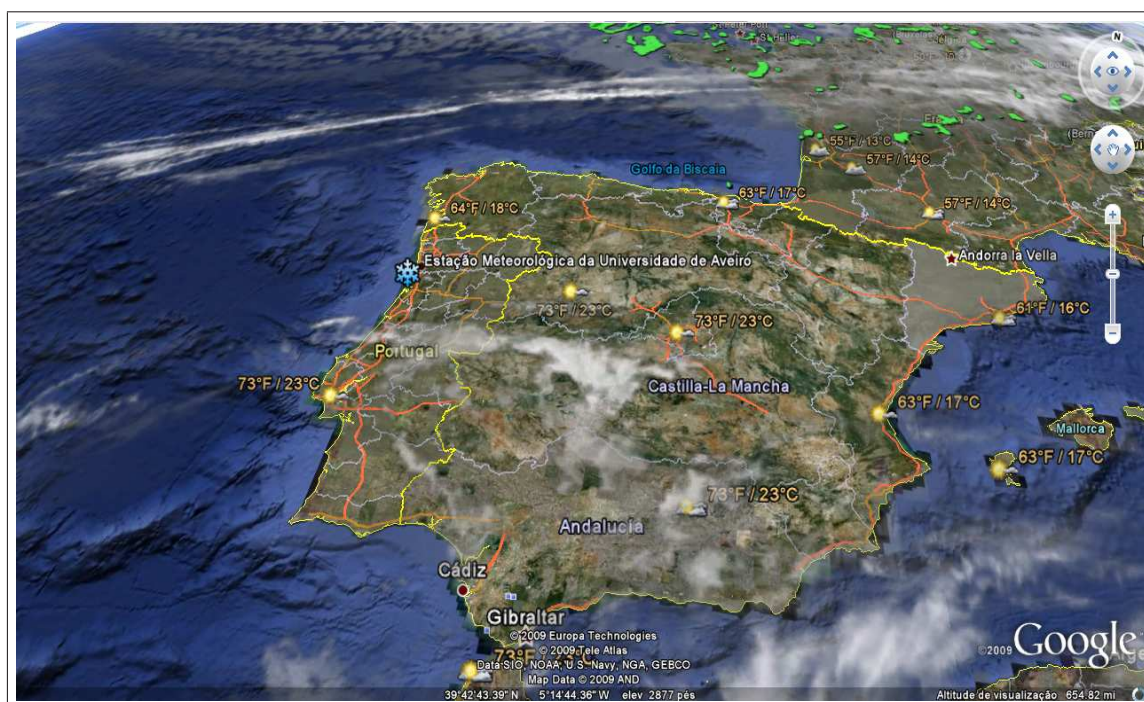 St. Helier
N
55°F / 13°C
57°F / 14°C
Golfo da Biscaia
63°F / 17°C
57°F / 14°C
64°F / 18°C
Andorra la Vella
Estação Meteorológica da Universidade de Aveiro
73°F / 23°C
61°F / 16°C
73°F / 23°C
Portugal
73°F / 23°C
Castilla-La Mancha
63°F / 17°C
Mallorca
63°F / 17°C
73°F / 23°C
Andalucía
Cádiz
Gibraltar
© 2009 Europa Technologies
© 2009 Tele Atlas
Data SIO, NOAA, U.S. Navy, NGA, GEBCO
Map Data © 2009 AND
©2009 Google
39°42'43.39" N 5°14'44.36" W elev 2877 pés
Altitude de visualização 654.82 mi